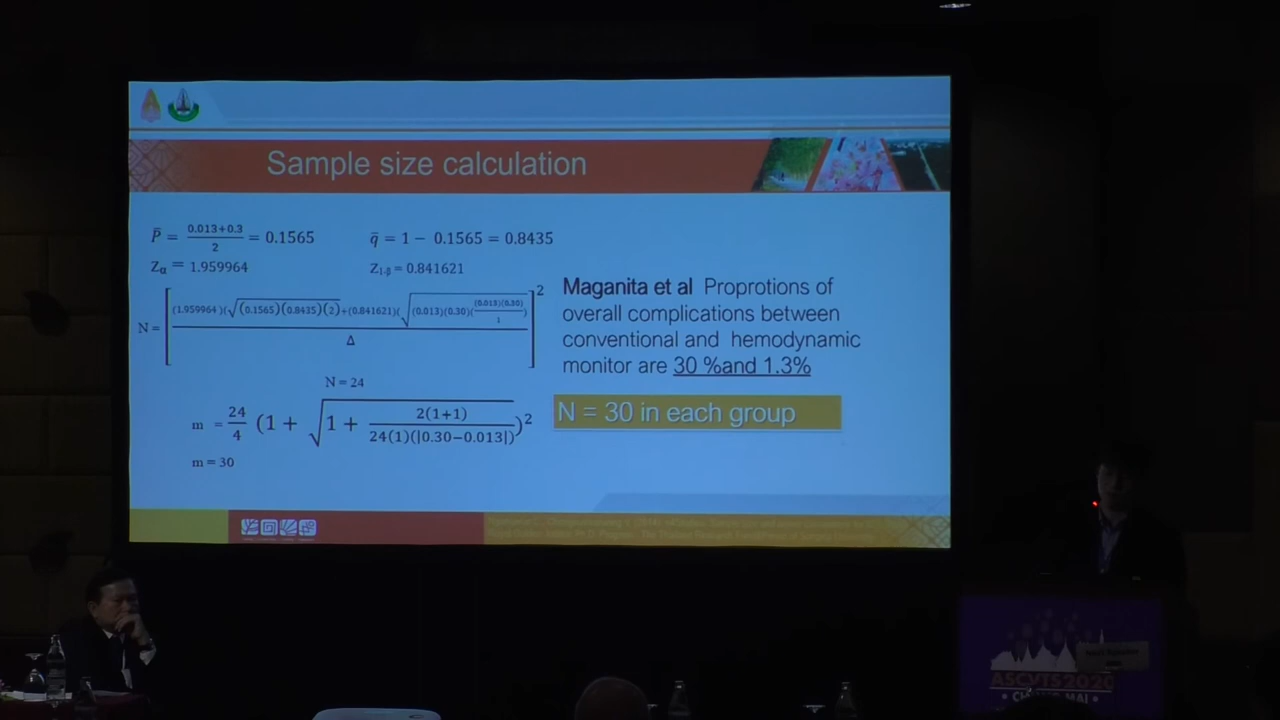 Sample size calculation
P̄ = (0.013+0.3)/2 = 0.1565
q̄ = 1 − 0.1565 = 0.8435
Zα = 1.959964
Z1-β = 0.841621
N = [((1.959964)(√(0.1565)(0.8435)(2))+(0.841621)(√(0.013)(0.30)((0.013)(0.30)/1)))/Δ]²
N = 24
m = 24/4 (1 + √(1 + 2(1+1)/(24(1)(|0.30−0.013|))))²
m = 30
Maganita et al Proprotions of
overall complications between
conventional and hemodynamic
monitor are 30 %and 1.3%
N = 30 in each group
ASCVTS2020